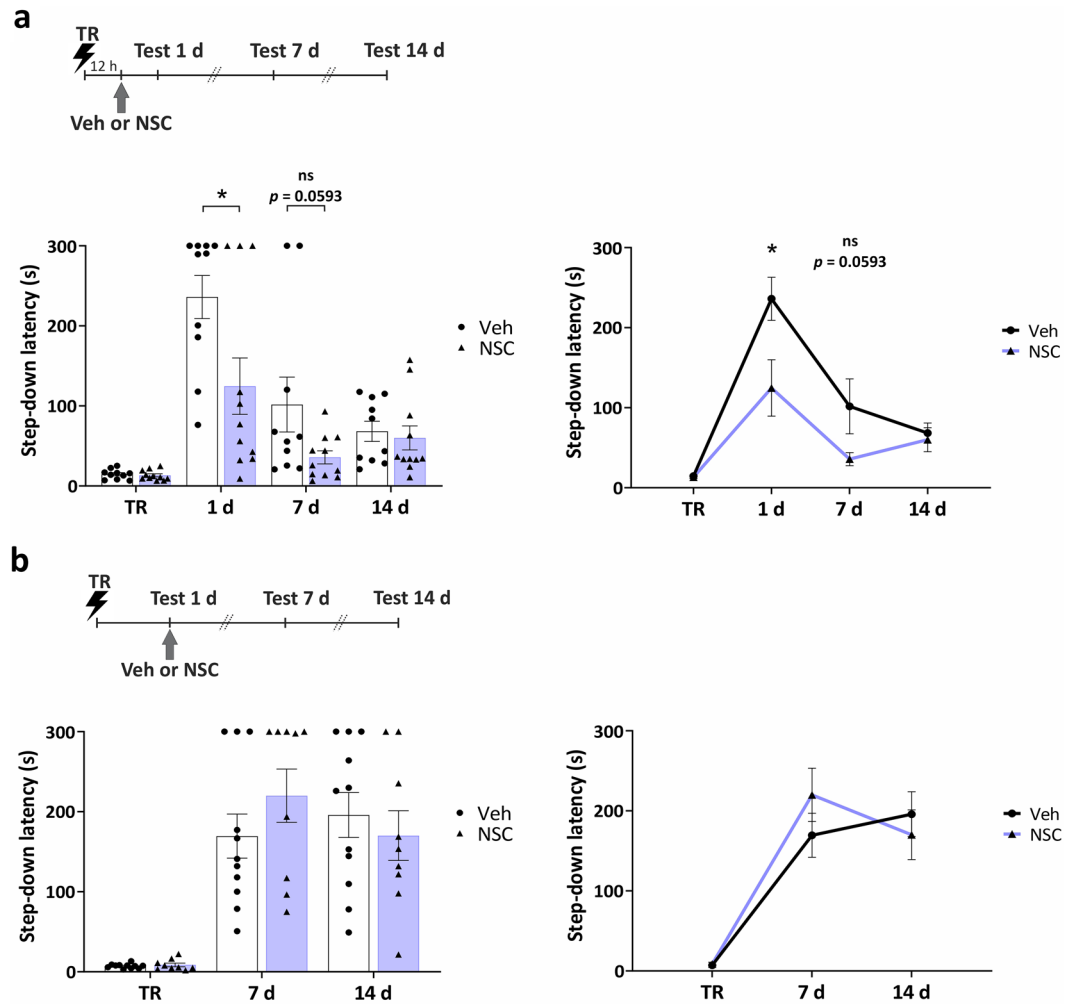 a
TR
Test 1 d Test 7 d Test 14 d
12 h
Veh or NSC
* ns
p = 0.0593
Step-down latency (s)
300
200
100
0
TR 1 d 7 d 14 d
Veh
NSC
* ns
p = 0.0593
Step-down latency (s)
300
200
100
0
TR 1 d 7 d 14 d
Veh
NSC
b
TR
Test 1 d Test 7 d Test 14 d
Veh or NSC
Step-down latency (s)
300
200
100
0
TR 7 d 14 d
Veh
NSC
Step-down latency (s)
300
200
100
0
TR 7 d 14 d
Veh
NSC